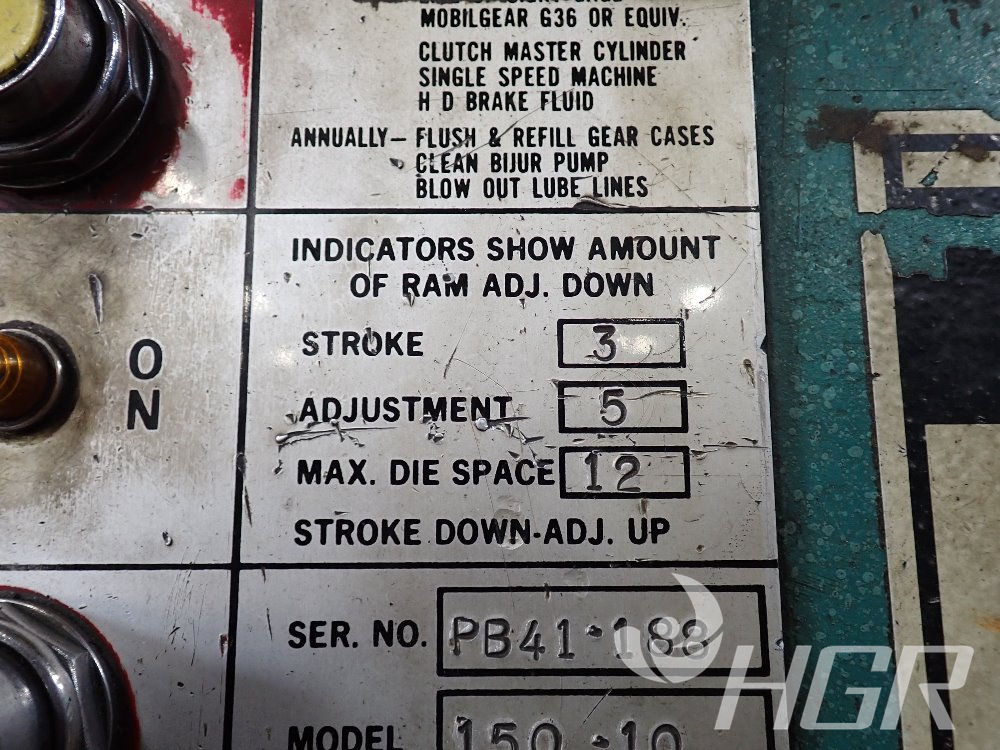 MOBILGEAR G36 OR EQUIV.
CLUTCH MASTER CYLINDER
SINGLE SPEED MACHINE
H D BRAKE FLUID
ANNUALLY— FLUSH & REFILL GEAR CASES
CLEAN BIJUR PUMP
BLOW OUT LUBE LINES
INDICATORS SHOW AMOUNT
OF RAM ADJ. DOWN
STROKE 3
ADJUSTMENT 5
MAX. DIE SPACE 12
STROKE DOWN-ADJ. UP
ON
SER. NO. PB41-188
MODEL 150-10
HGR